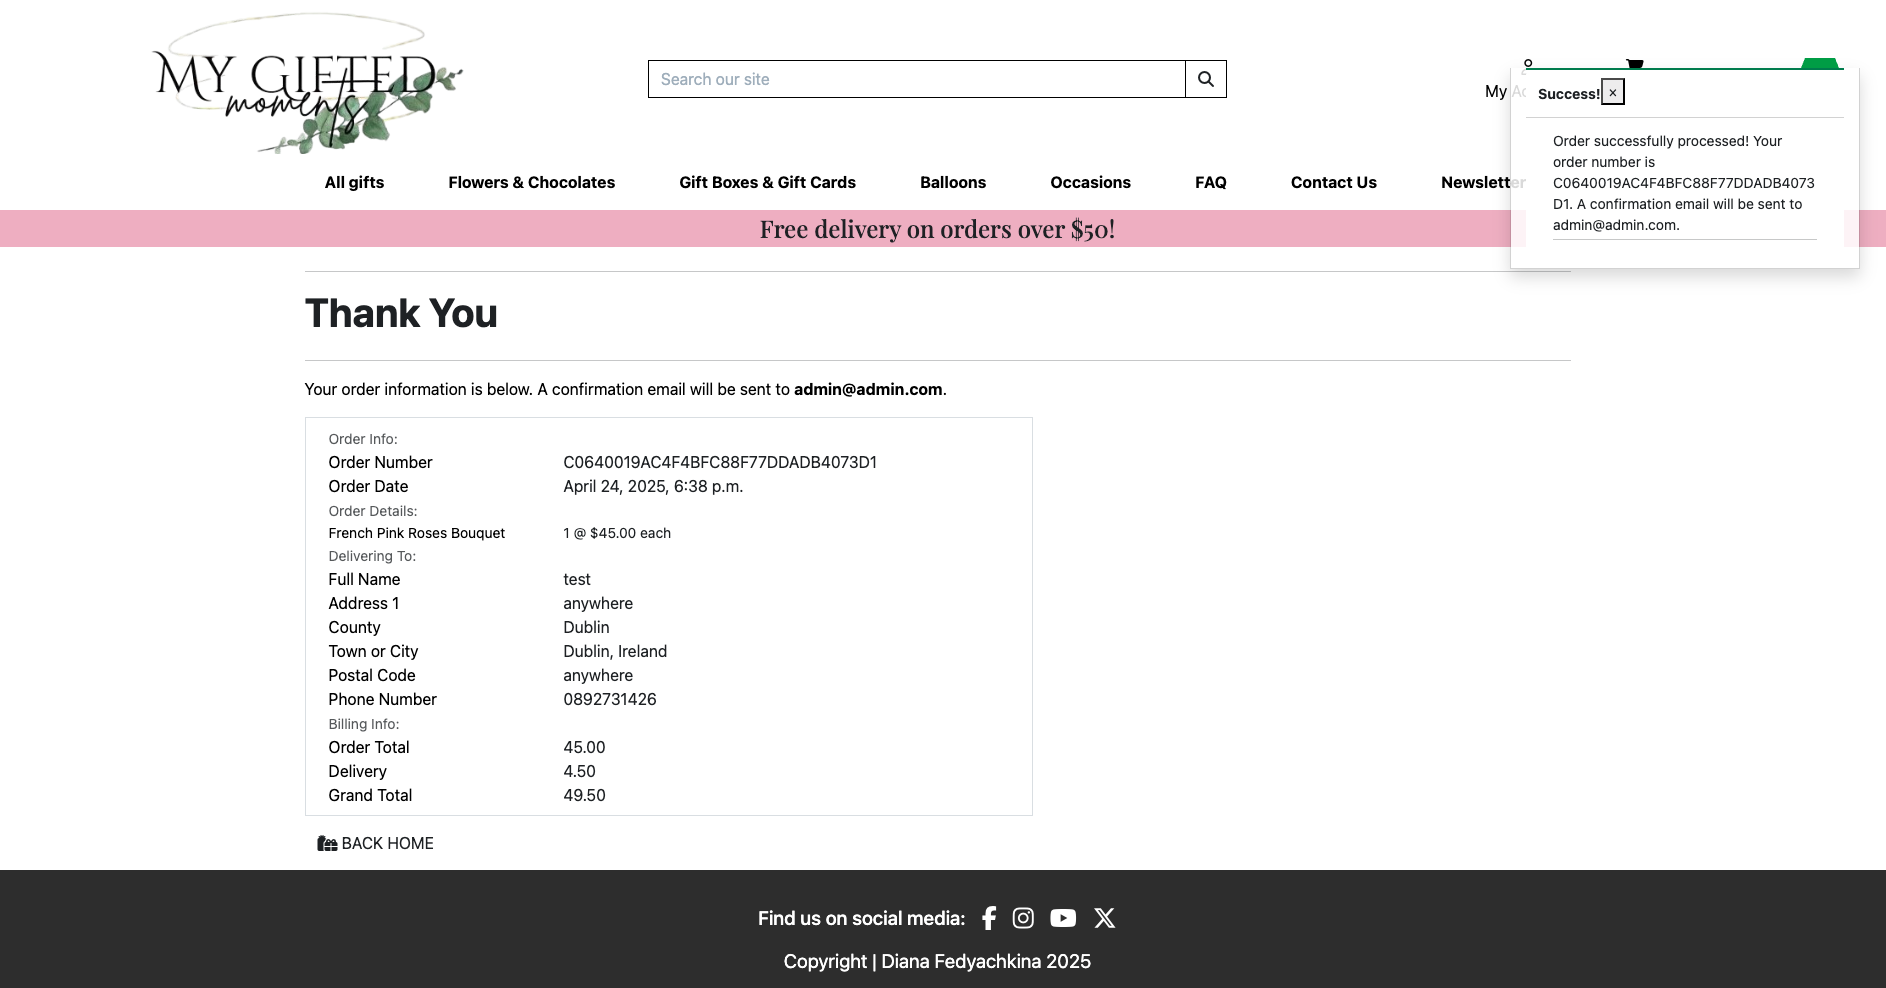 MY GIFTED
moments
Search our site
My Ac
Success! ×
Order successfully processed! Your
order number is
C0640019AC4F4BFC88F77DDADB4073
D1. A confirmation email will be sent to
admin@admin.com.
All gifts Flowers & Chocolates Gift Boxes & Gift Cards Balloons Occasions FAQ Contact Us Newsletter
Free delivery on orders over $50!
Thank You
Your order information is below. A confirmation email will be sent to admin@admin.com.
Order Info:
Order Number C0640019AC4F4BFC88F77DDADB4073D1
Order Date April 24, 2025, 6:38 p.m.
Order Details:
French Pink Roses Bouquet 1 @ $45.00 each
Delivering To:
Full Name test
Address 1 anywhere
County Dublin
Town or City Dublin, Ireland
Postal Code anywhere
Phone Number 0892731426
Billing Info:
Order Total 45.00
Delivery 4.50
Grand Total 49.50
BACK HOME
Find us on social media:
Copyright | Diana Fedyachkina 2025